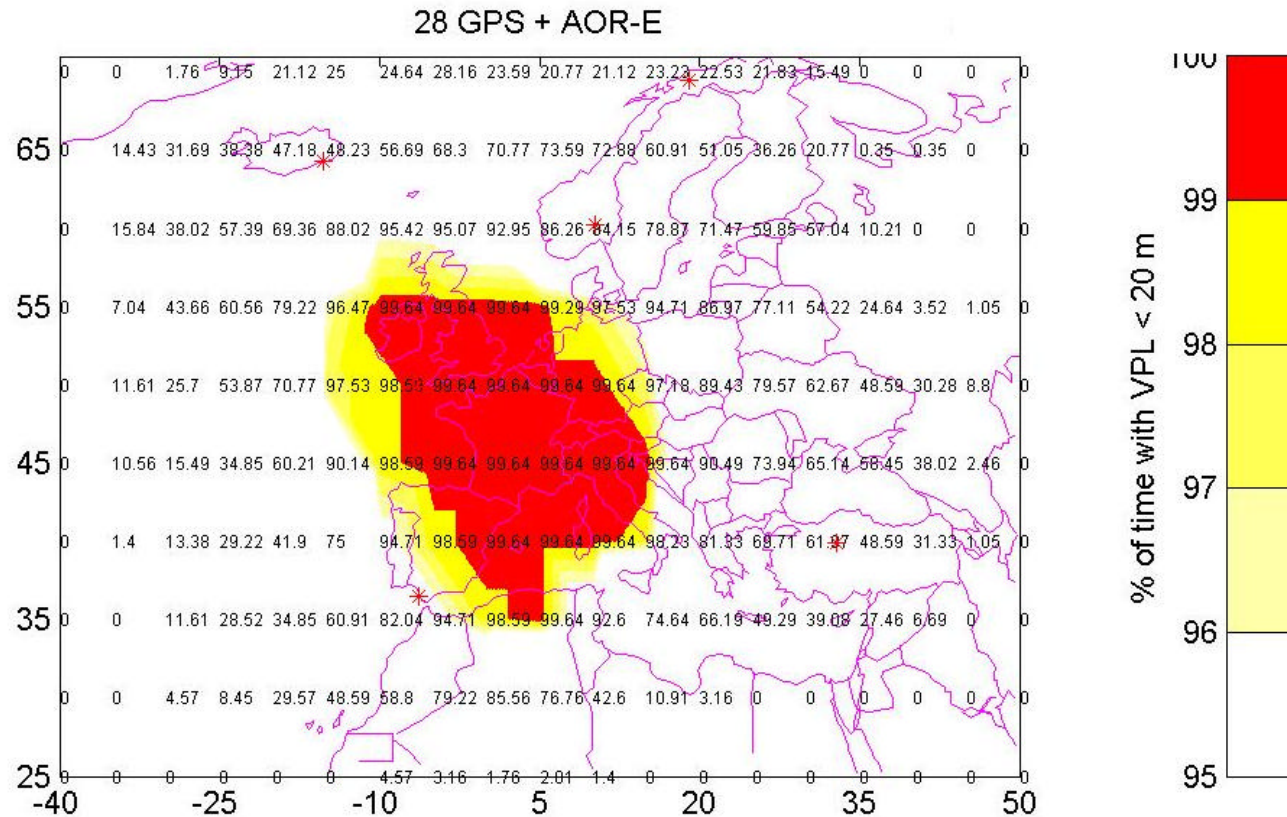 28 GPS + AOR-E
0 0 1.76 9.15 21.12 25 24.64 28.16 23.59 20.77 21.12 23.23 22.53 21.83 15.49 0 0 0 0
65 0 14.43 31.69 38.38 47.18 48.23 56.69 68.3 70.77 73.59 72.88 60.91 51.05 36.26 20.77 0.35 0.35 0 0
0 15.84 38.02 57.39 69.36 88.02 95.42 95.07 92.95 86.26 84.15 78.87 71.47 59.85 57.04 10.21 0 0 0
55 0 7.04 43.66 60.56 79.22 96.47 99.64 99.64 99.64 99.29 97.53 94.71 86.97 77.11 54.22 24.64 3.52 1.05 0
0 11.61 25.7 53.87 70.77 97.53 98.53 99.64 99.64 99.64 99.64 97.18 89.43 79.57 62.67 48.59 30.28 8.8 0
45 0 10.56 15.49 34.85 60.21 90.14 98.59 99.64 99.64 99.64 99.64 99.64 90.49 73.94 65.14 56.45 38.02 2.46 0
0 1.4 13.38 29.22 41.9 75 94.71 98.59 99.64 99.64 99.64 98.23 81.33 69.71 48.59 31.33 1.05 0
35 0 0 11.61 28.52 34.85 60.91 82.04 94.71 98.59 99.64 92.6 74.64 66.19 49.29 39.08 27.46 6.69 0 0
0 0 4.57 8.45 29.57 48.59 58.8 79.22 85.56 76.76 42.6 10.91 3.16 0 0 0 0 0 0
25 0 0 0 0 0 0 4.57 3.16 1.76 2.01 1.4 0 0 0 0 0 0 0 0
-40 -25 -10 5 20 35 50
100
99
98
97
96
95
% of time with VPL < 20 m